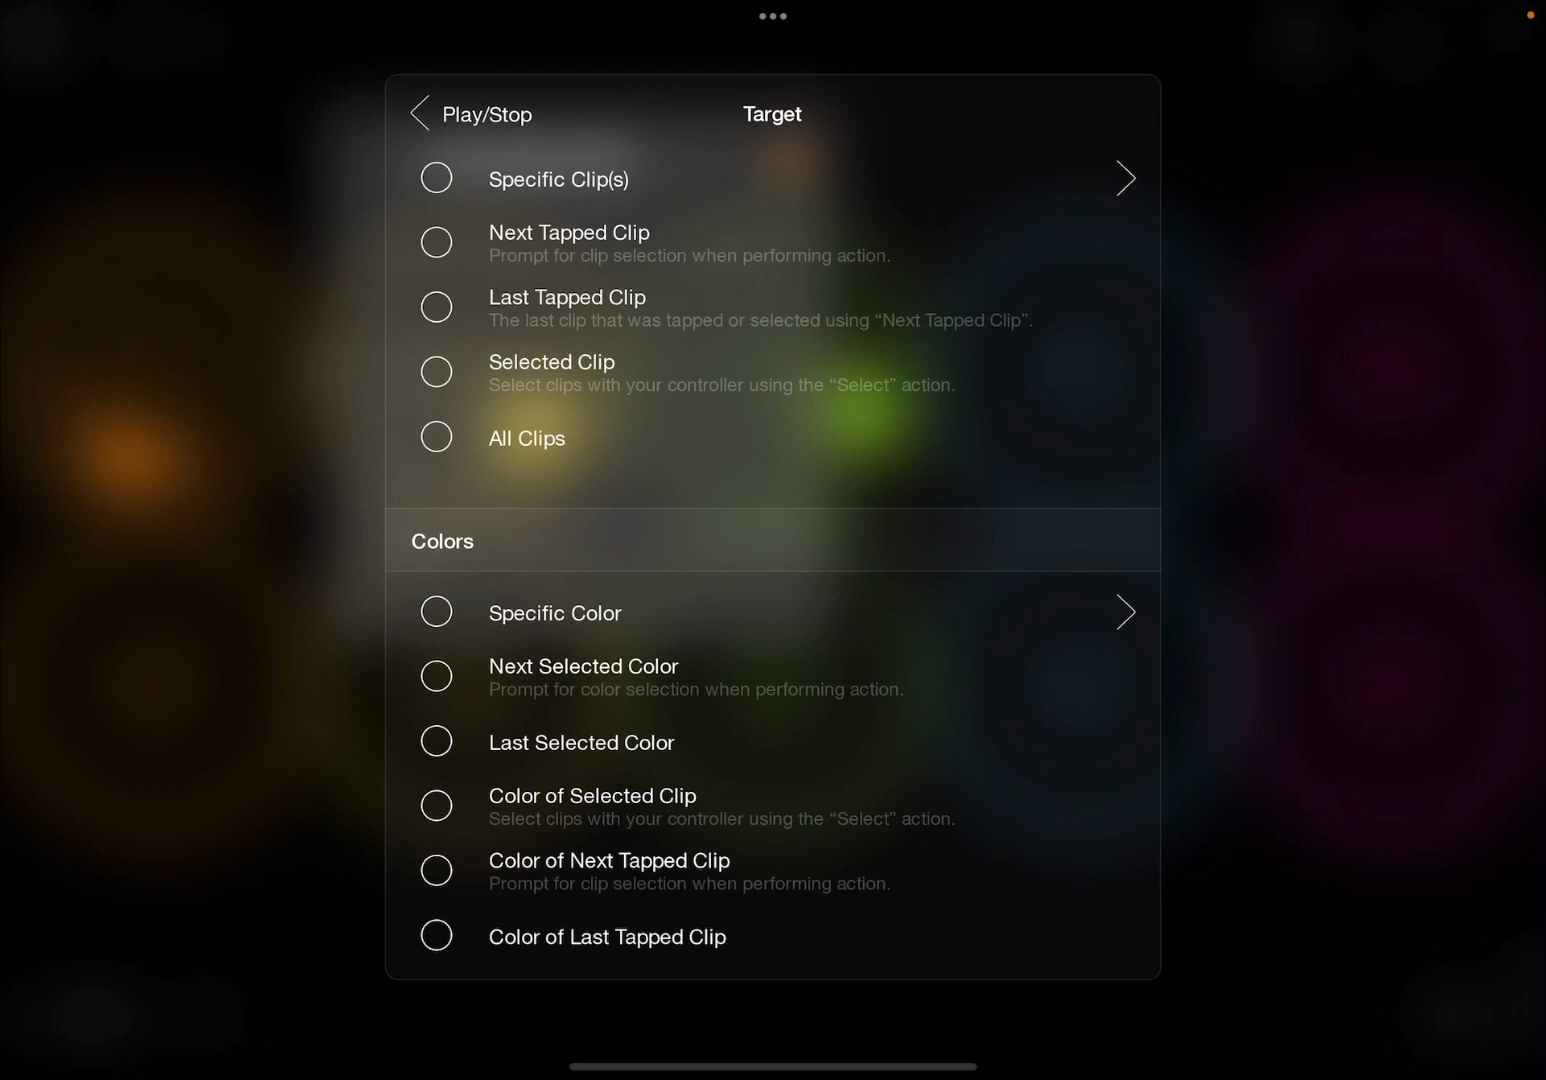 Play/Stop
Target
Specific Clip(s)
Next Tapped Clip
Prompt for clip selection when performing action.
Last Tapped Clip
The last clip that was tapped or selected using “Next Tapped Clip”.
Selected Clip
Select clips with your controller using the “Select” action.
All Clips
Colors
Specific Color
Next Selected Color
Prompt for color selection when performing action.
Last Selected Color
Color of Selected Clip
Select clips with your controller using the “Select” action.
Color of Next Tapped Clip
Prompt for clip selection when performing action.
Color of Last Tapped Clip